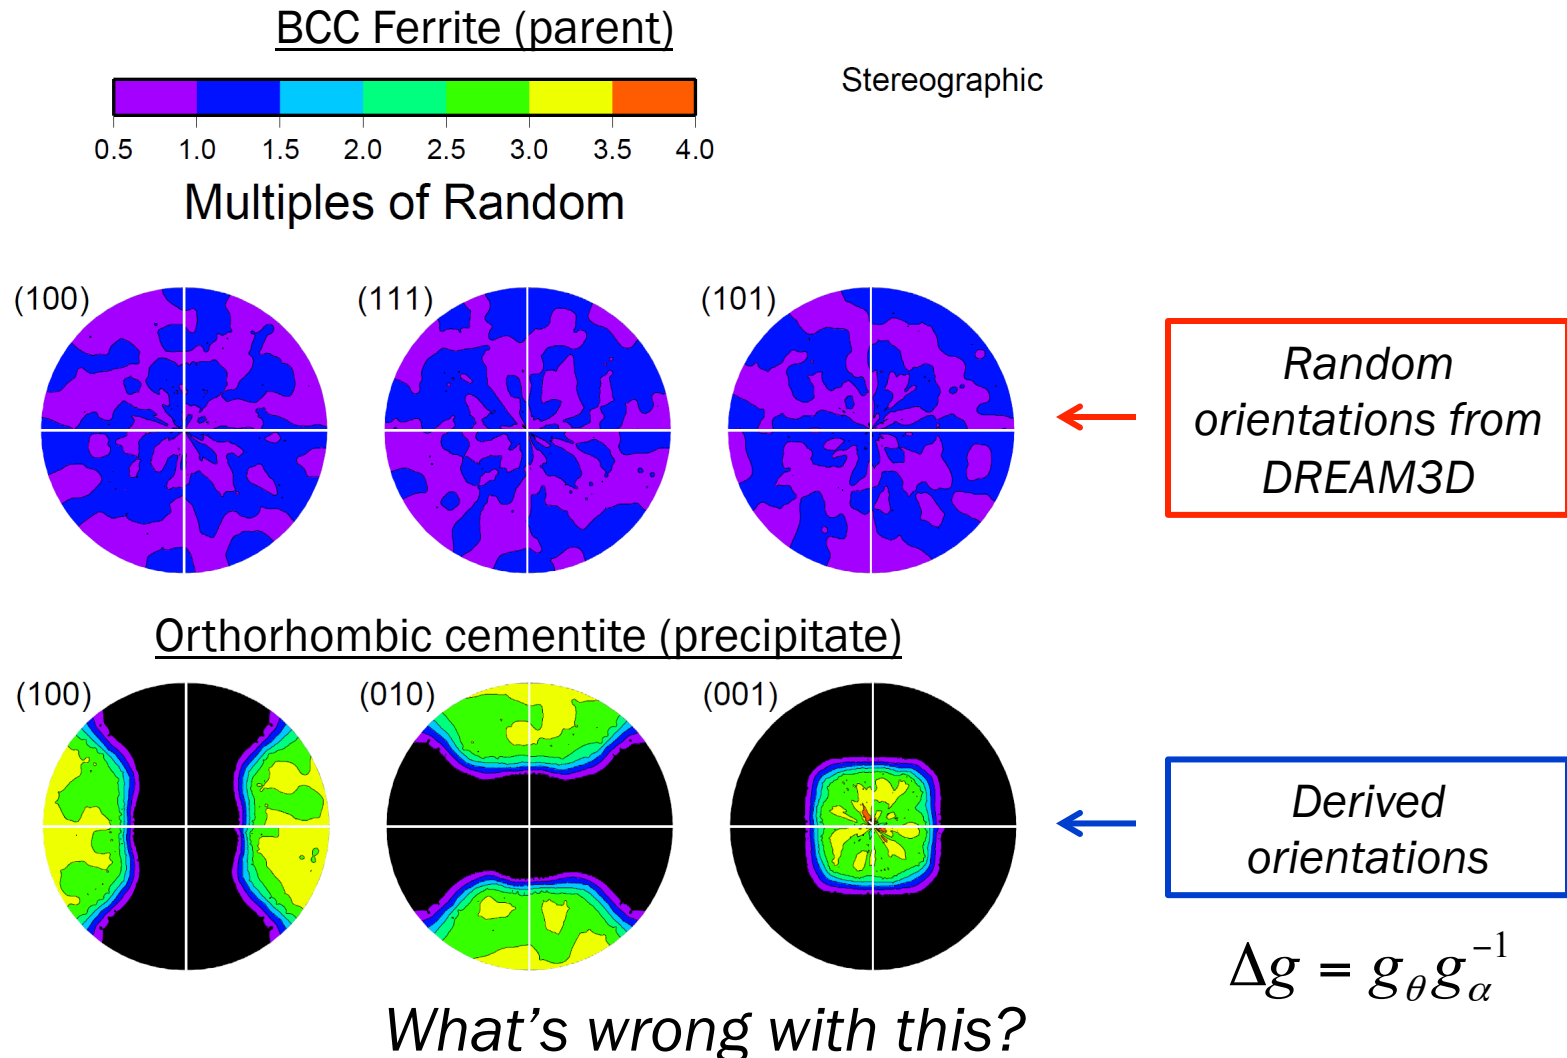 BCC Ferrite (parent)
Stereographic
0.5 1.0 1.5 2.0 2.5 3.0 3.5 4.0
Multiples of Random
(100) (111) (101)
Random
orientations from
DREAM3D
Orthorhombic cementite (precipitate)
(100) (010) (001)
Derived
orientations
Δg = g_θ g_α^{-1}
What's wrong with this?